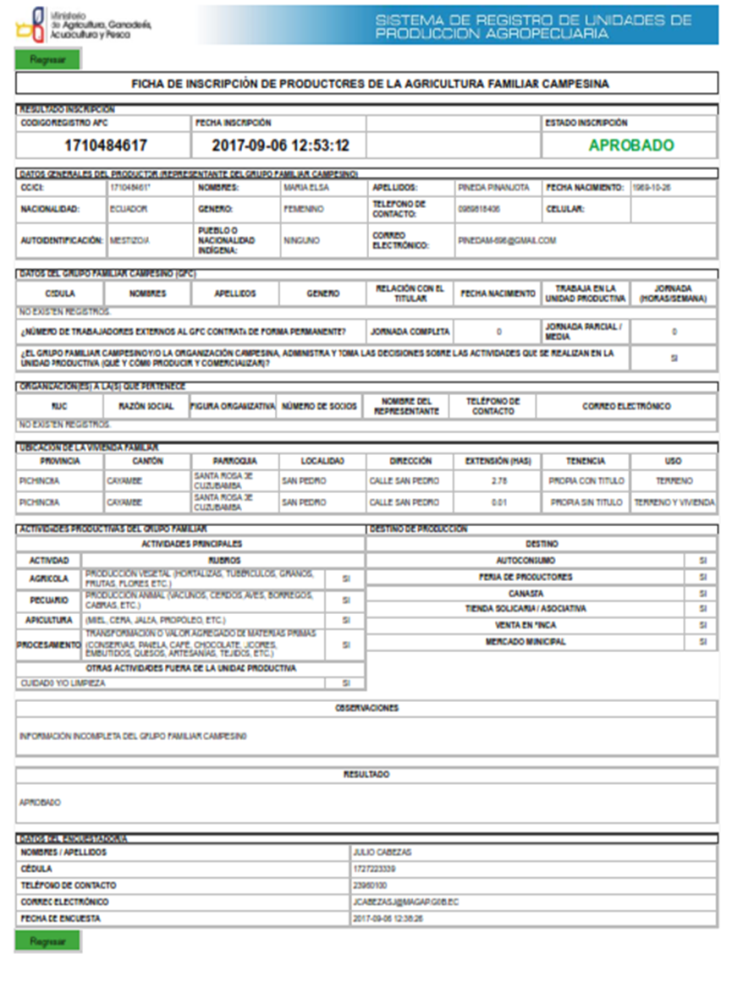 Ministerio
de Agricultura, Ganadería,
Acuacultura y Pesca
SISTEMA DE REGISTRO DE UNIDADES DE
PRODUCCIÓN AGROPECUARIA
Regresar
FICHA DE INSCRIPCIÓN DE PRODUCTORES DE LA AGRICULTURA FAMILIAR CAMPESINA
RESULTADO INSCRIPCIÓN
CODIGO REGISTRO AFC FECHA INSCRIPCIÓN ESTADO INSCRIPCIÓN
1710484617 2017-09-06 12:53:12 APROBADO
DATOS GENERALES DEL PRODUCTOR (REPRESENTANTE DEL GRUPO FAMILIAR CAMPESINO)
CC/CI: 1710484617 NOMBRES: MARIA ELSA APELLIDOS: PINEDA PINANJOTA FECHA NACIMIENTO: 1969-10-26
NACIONALIDAD: ECUADOR GENERO: FEMENINO TELEFONO DE CONTACTO: 0989818436 CELULAR:
AUTOIDENTIFICACIÓN: MESTIZO/A PUEBLO O NACIONALIDAD INDÍGENA: NINGUNO CORREO ELECTRÓNICO:
DATOS DEL GRUPO FAMILIAR CAMPESINO (GFC)
CEDULA NOMBRES APELLIDOS GENERO RELACIÓN CON EL TITULAR FECHA NACIMIENTO TRABAJA EN LA UNIDAD PRODUCTIVA JORNADA (HORAS/SEMANA)
NO EXISTEN REGISTROS.
¿NÚMERO DE TRABAJADORES EXTERNOS AL GFC CONTRATA DE FORMA PERMANENTE? JORNADA COMPLETA 0 JORNADA PARCIAL / MEDIA 0
¿EL GRUPO FAMILIAR CAMPESINO Y/O LA ORGANIZACIÓN CAMPESINA, ADMINISTRA Y TOMA LAS DECISIONES SOBRE LAS ACTIVIDADES QUE SE REALIZAN EN LA
UNIDAD PRODUCTIVA (QUÉ Y CÓMO PRODUCIR Y COMERCIALIZAR)? SI
ORGANIZACION(ES) A LA(S) QUE PERTENECE
RUC RAZÓN SOCIAL FIGURA ORGANIZATIVA NÚMERO DE SOCIOS NOMBRE DEL REPRESENTANTE TELÉFONO DE CONTACTO CORREO ELECTRÓNICO
NO EXISTEN REGISTROS.
UBICACIÓN DE LA VIVIENDA FAMILIAR
PROVINCIA CANTÓN PARROQUIA LOCALIDAD DIRECCIÓN EXTENSIÓN (HAS) TENENCIA USO
PICHINCHA CAYAMBE SANTA ROSA DE CUZUBAMBA SAN PEDRO CALLE SAN PEDRO 2.78 PROPIA CON TITULO TERRENO
PICHINCHA CAYAMBE SANTA ROSA DE CUZUBAMBA SAN PEDRO CALLE SAN PEDRO 0.01 PROPIA SIN TITULO TERRENO Y VIVIENDA
ACTIVIDADES PRODUCTIVAS DEL GRUPO FAMILIAR DESTINO DE PRODUCCIÓN
ACTIVIDADES PRINCIPALES DESTINO
ACTIVIDAD RUBROS AUTOCONSUMO SI
AGRICOLA PRODUCCIÓN VEGETAL (HORTALIZAS, TUBERCULOS, GRANOS, FRUTAS, FLORES ETC.) SI FERIA DE PRODUCTORES SI
PECUARIO PRODUCCIÓN ANIMAL (VACUNOS, CERDOS, AVES, BORREGOS, CABRAS, ETC.) SI CANASTA SI
TIENDA SOLIDARIA / ASOCIATIVA SI
APICULTURA (MIEL, CERA, JALEA, PROPOLEO, ETC.) SI VENTA EN FINCA SI
PROCESAMIENTO TRANSFORMACION O VALOR AGREGADO DE MATERIAS PRIMAS (CONSERVAS, PANELA, CAFÉ, CHOCOLATE, LICORES, EMBUTIDOS, QUESOS, ARTESANÍAS, TEJIDOS, ETC.) SI MERCADO MUNICIPAL SI
OTRAS ACTIVIDADES FUERA DE LA UNIDAD PRODUCTIVA
CUIDADO Y/O LIMPIEZA SI
OBSERVACIONES
INFORMACIÓN INCOMPLETA DEL GRUPO FAMILIAR CAMPESINO
RESULTADO
APROBADO
DATOS DEL ENCUESTADOR/A
NOMBRES / APELLIDOS JULIO CABEZAS
CÉDULA 1727223339
TELÉFONO DE CONTACTO 23960100
CORREO ELECTRÓNICO JCABEZASJ@MAGAP.GOB.EC
FECHA DE ENCUESTA 2017-09-06 12:38:26
Regresar